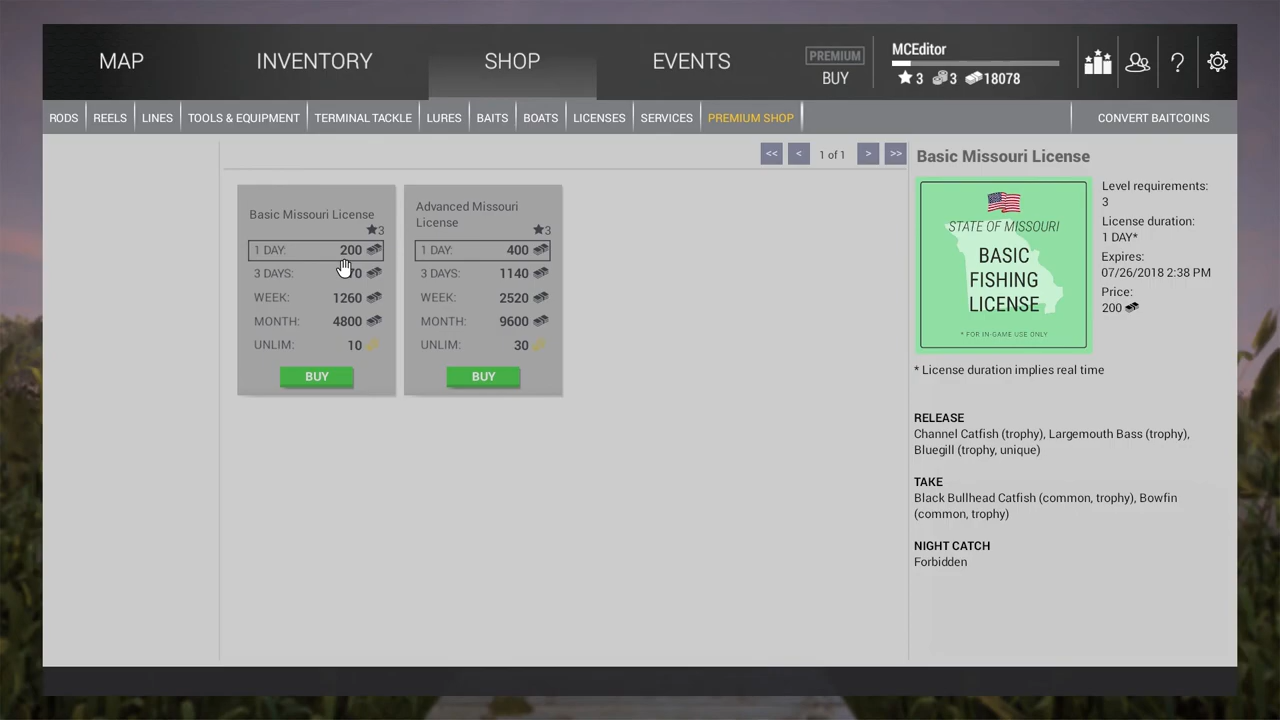 MAP
INVENTORY
SHOP
EVENTS
PREMIUM
BUY
MCEditor
3
3
18078
?
RODS
REELS
LINES
TOOLS & EQUIPMENT
TERMINAL TACKLE
LURES
BAITS
BOATS
LICENSES
SERVICES
PREMIUM SHOP
CONVERT BAITCOINS
<<
<
1 of 1
>
>>
Basic Missouri License
3
1 DAY: 200
3 DAYS: 70
WEEK: 1260
MONTH: 4800
UNLIM: 10
BUY
Advanced Missouri
License
3
1 DAY: 400
3 DAYS: 1140
WEEK: 2520
MONTH: 9600
UNLIM: 30
BUY
Basic Missouri License
STATE OF MISSOURI
BASIC
FISHING
LICENSE
* FOR IN-GAME USE ONLY
Level requirements:
3
License duration:
1 DAY*
Expires:
07/26/2018 2:38 PM
Price:
200
* License duration implies real time
RELEASE
Channel Catfish (trophy), Largemouth Bass (trophy),
Bluegill (trophy, unique)
TAKE
Black Bullhead Catfish (common, trophy), Bowfin
(common, trophy)
NIGHT CATCH
Forbidden